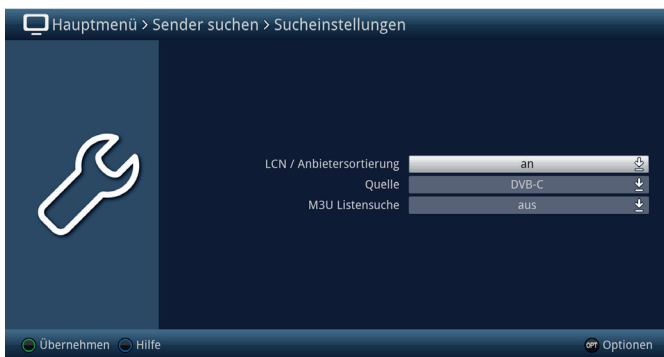 Hauptmenü > Sender suchen > Sucheinstellungen
LCN / Anbietersortierung an
Quelle DVB-C
M3U Listensuche aus
Übernehmen Hilfe OPT Optionen